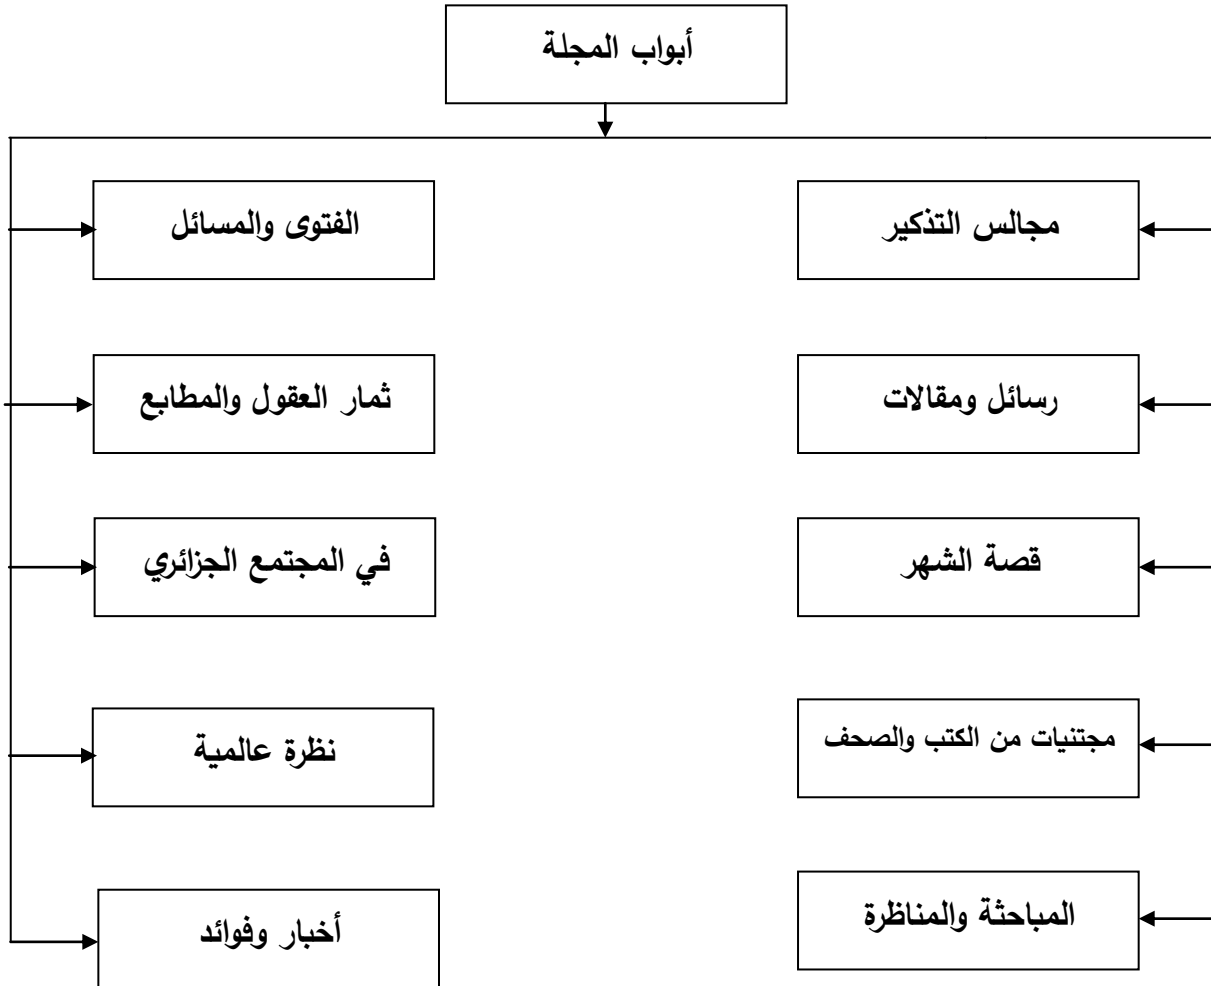 أبواب المجلة
مجالس التذكير
الفتوى والمسائل
رسائل ومقالات
ثمار العقول والمطابع
قصة الشهر
في المجتمع الجزائري
مجتنيات من الكتب والصحف
نظرة عالمية
المباحثة والمناظرة
أخبار وفوائد